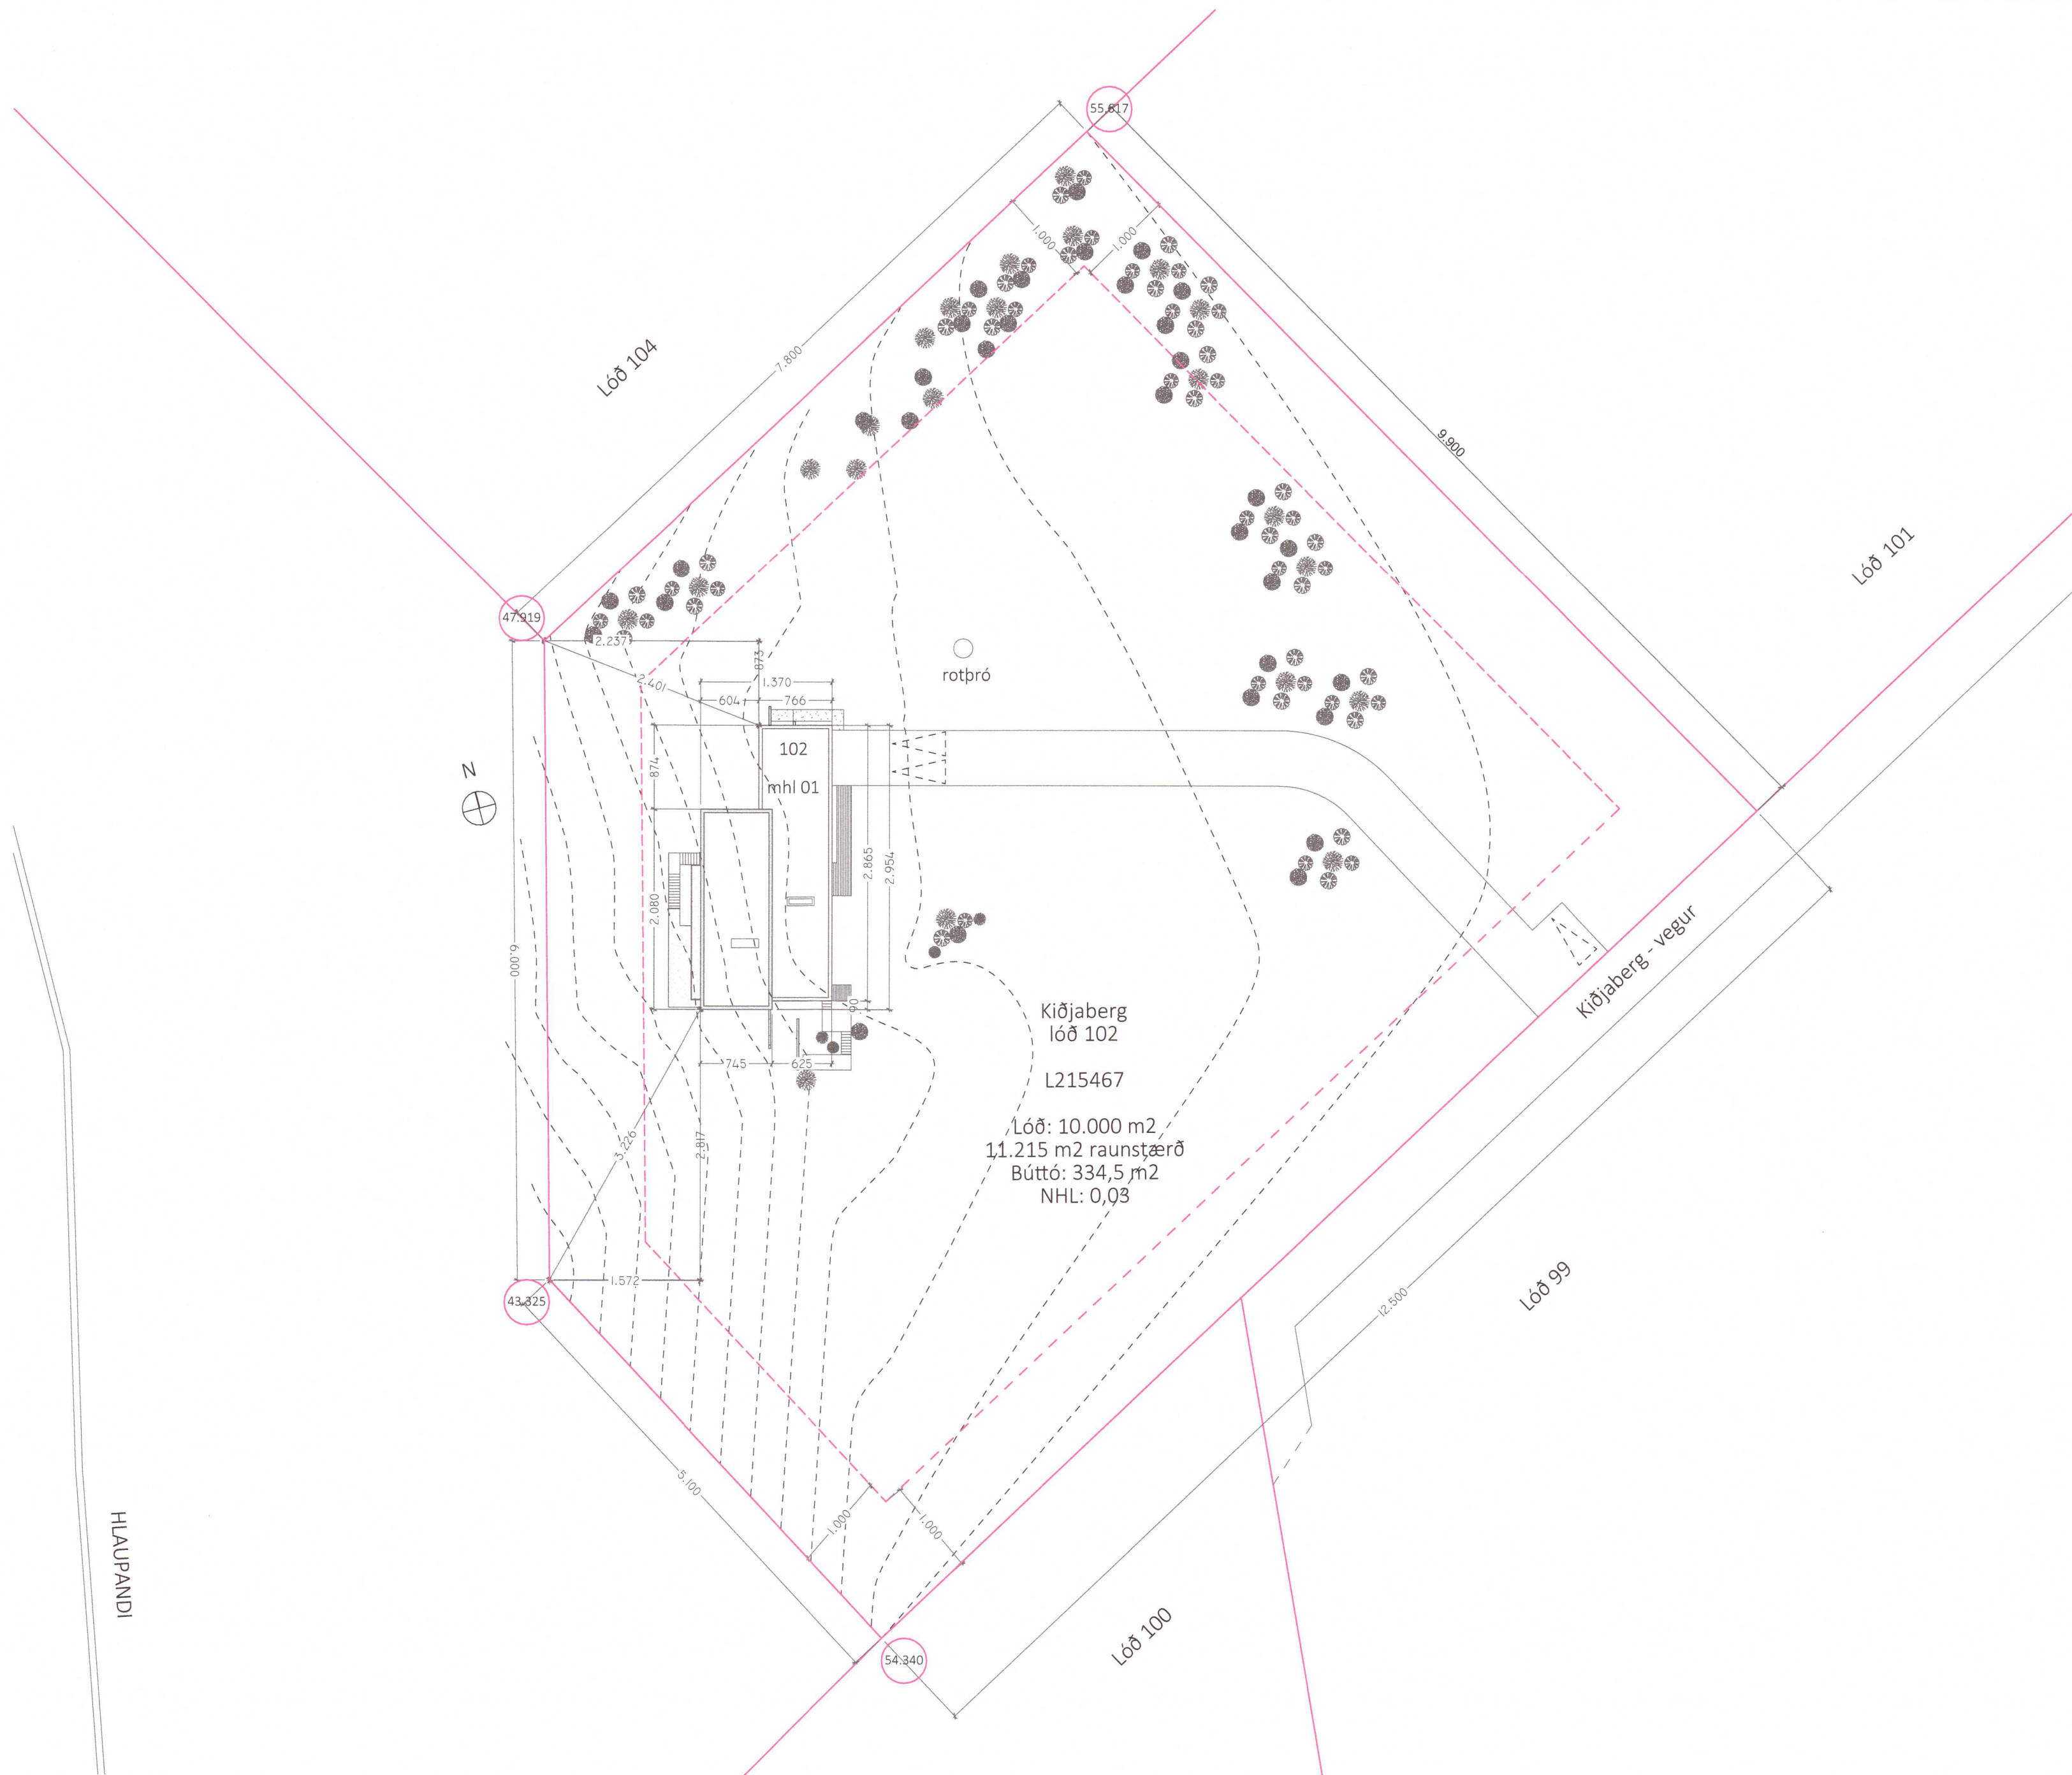 55.617
1.000
1.000
Lóð 104
7.800
9.900
Lóð 101
47.919
2.237
873
2.401
1.370
604
766
rotþró
N
102
mhl 01
874
2.865
2.954
2.080
6.000
Kiðjaberg - vegur
90
Kiðjaberg
lóð 102
745
625
L215467
Lóð: 10.000 m2
11.215 m2 raunstærð
Búttó: 334,5 m2
NHL: 0,03
3.226
2.817
1.572
43.325
Lóð 99
12.500
5.100
1.000
1.000
HLAUPANDI
Lóð 100
54.340